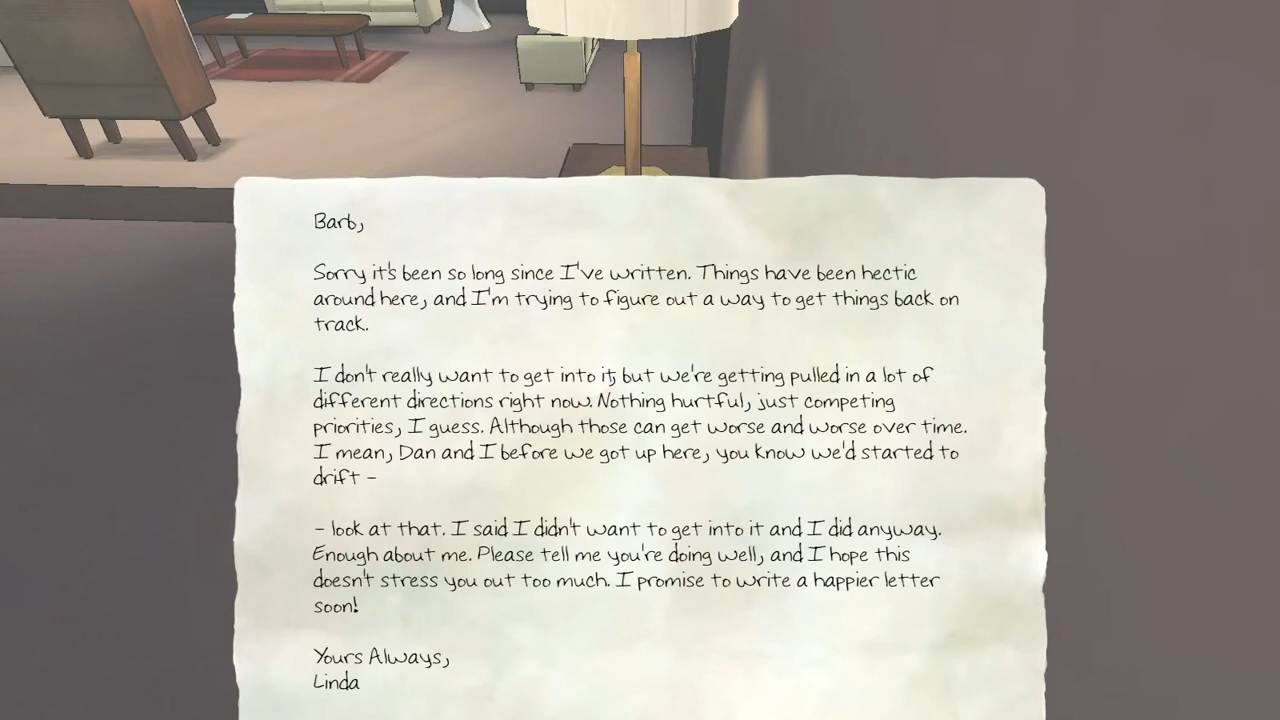 Barb,
Sorry it's been so long since I've written. Things have been hectic
around here, and I'm trying to figure out a way to get things back on
track.
I don't really want to get into it, but we're getting pulled in a lot of
different directions right now. Nothing hurtful, just competing
priorities, I guess. Although those can get worse and worse over time.
I mean, Dan and I before we got up here, you know we'd started to
drift -
- look at that. I said I didn't want to get into it and I did anyway.
Enough about me. Please tell me you're doing well, and I hope this
doesn't stress you out too much. I promise to write a happier letter
soon!
Yours Always,
Linda